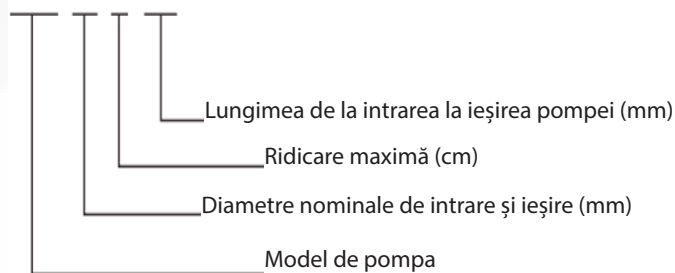 Lungimea de la intrarea la ieșirea pompei (mm)
Ridicare maximă (cm)
Diametre nominale de intrare și ieșire (mm)
Model de pompa